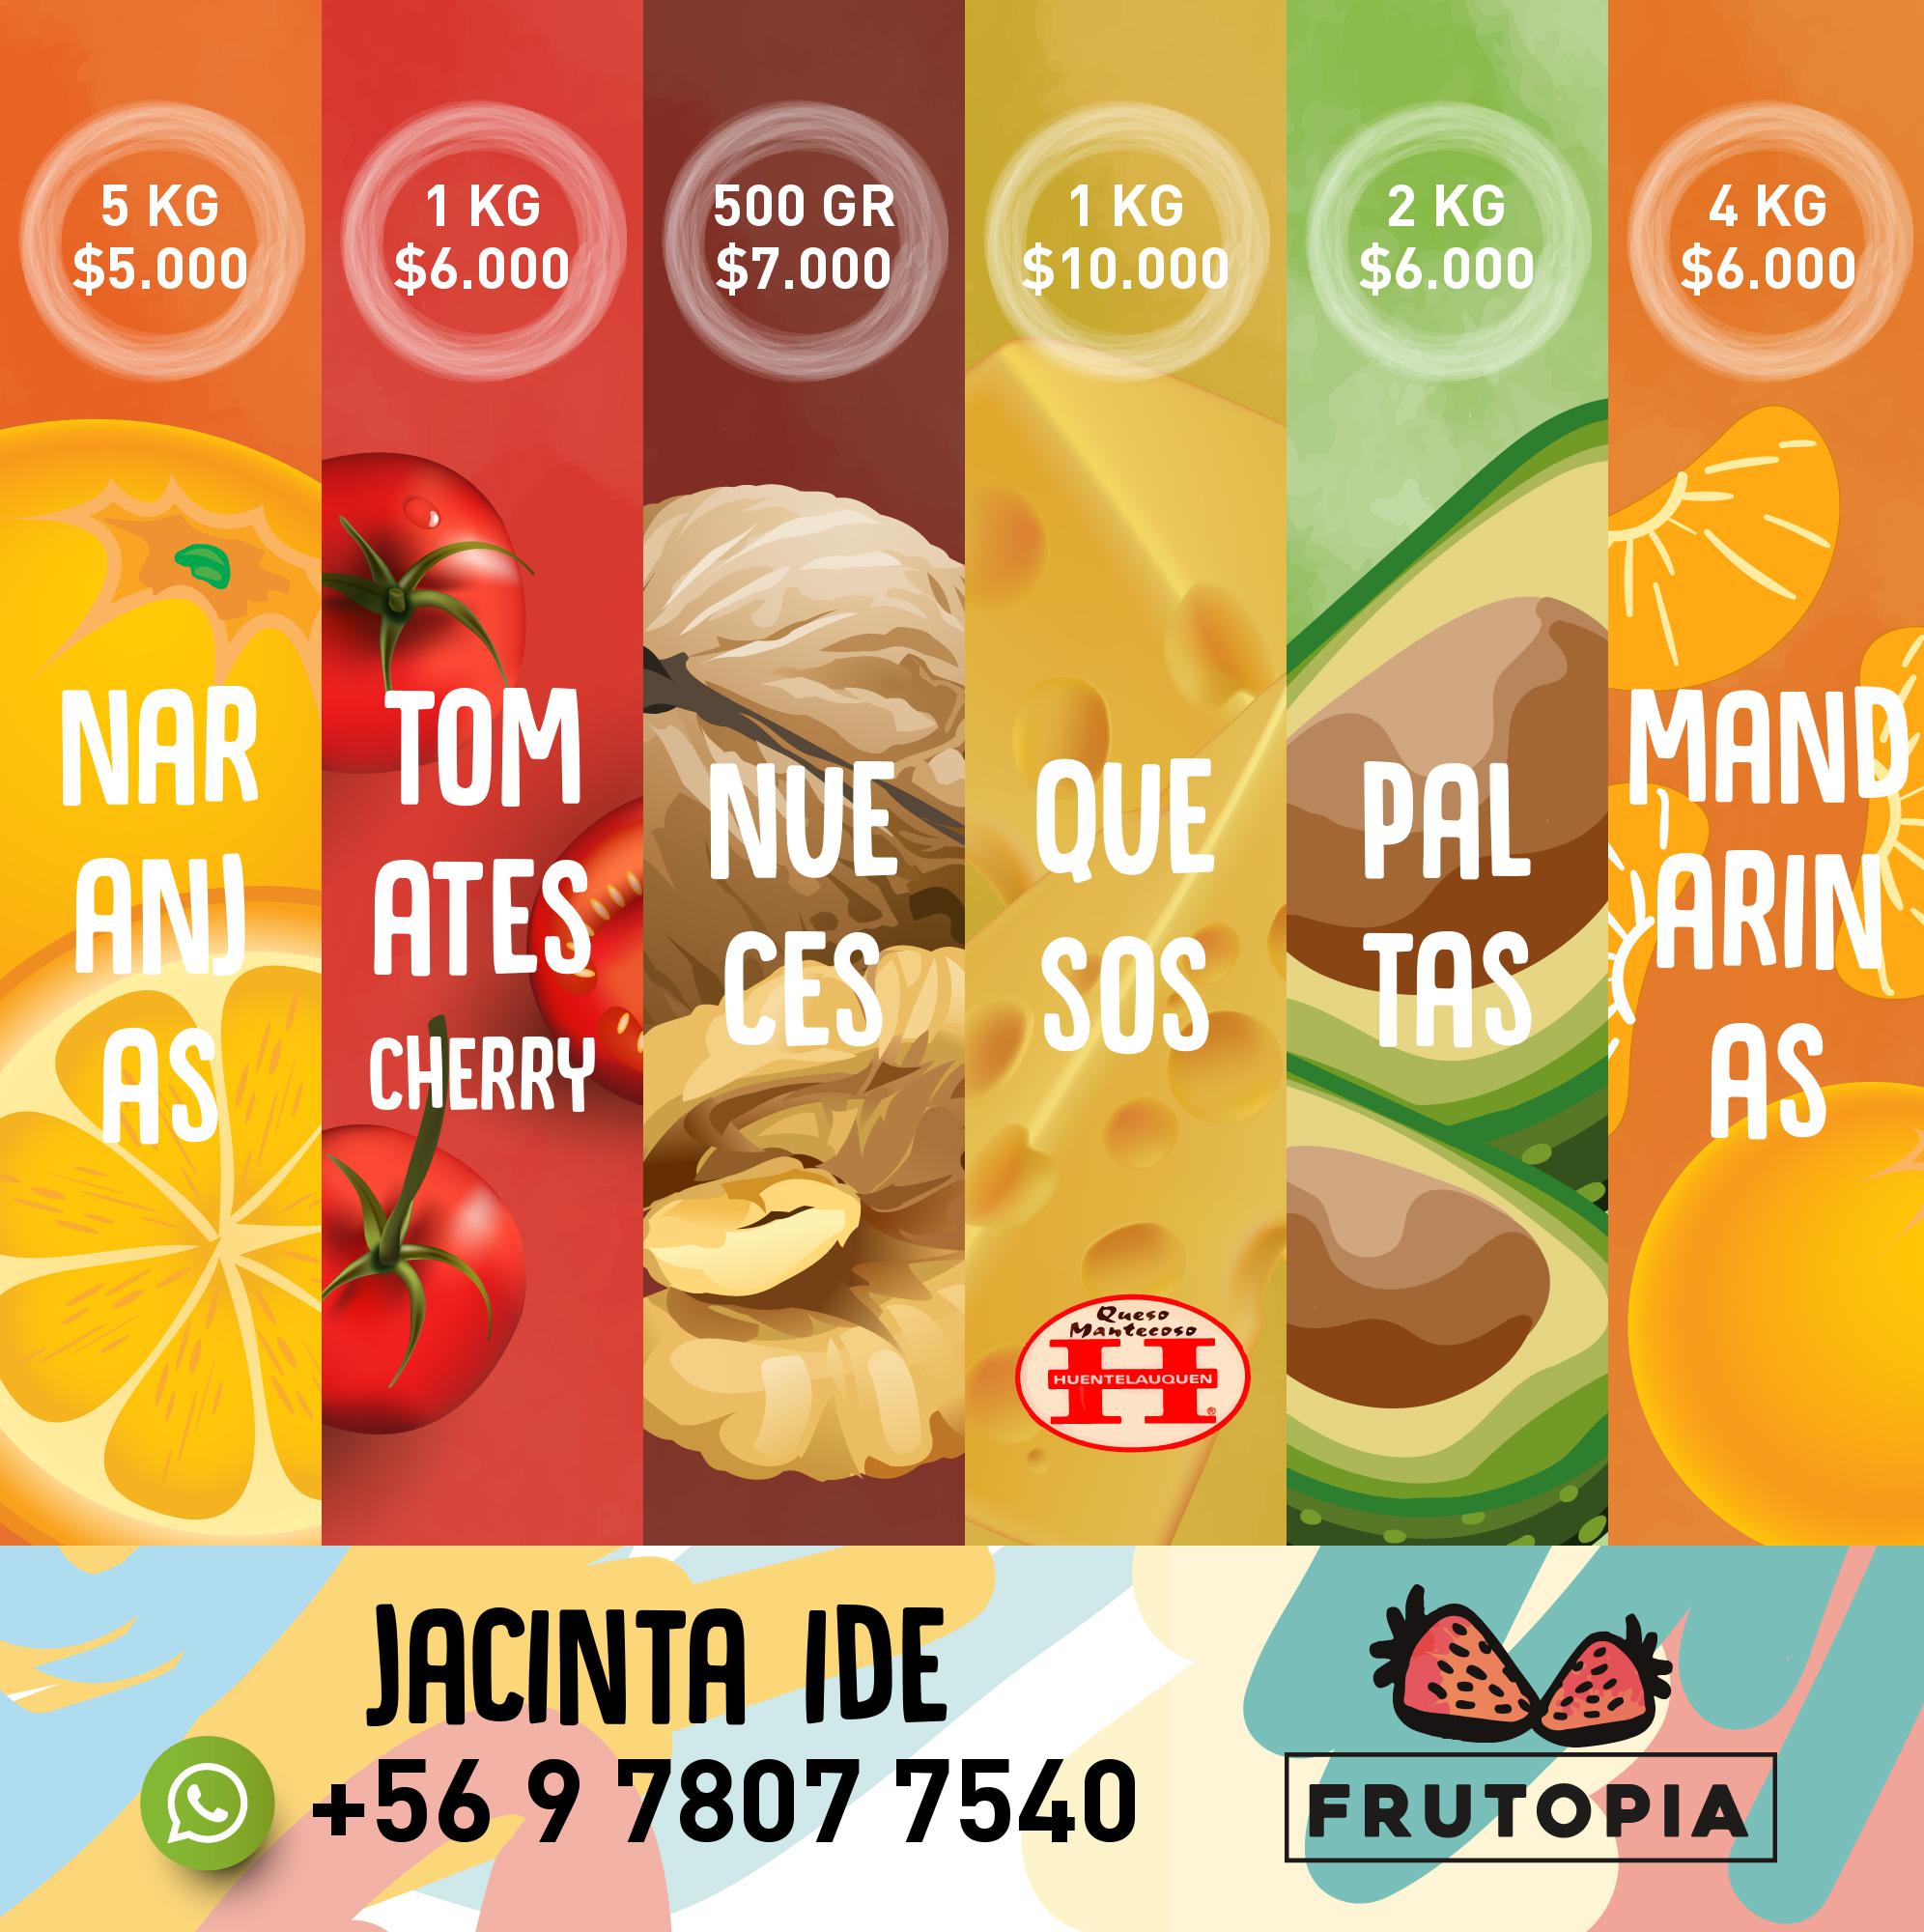 5 KG
$5.000
NAR
ANJ
AS
1 KG
$6.000
TOM
ATES
CHERRY
500 GR
$7.000
NUE
CES
1 KG
$10.000
QUE
SOS
Queso
Mantecoso
H
HUENTELAUQUEN
®
2 KG
$6.000
PAL
TAS
4 KG
$6.000
MAND
ARIN
AS
JACINTA IDE
+56 9 7807 7540
FRUTOPIA